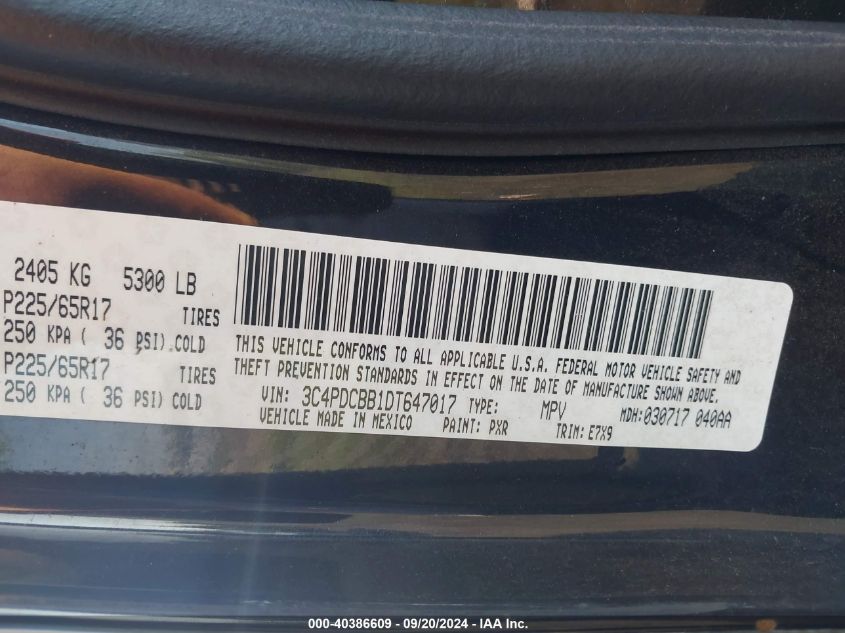 2405 KG 5300 LB
P225/65R17 TIRES
250 KPA ( 36 PSI) COLD
P225/65R17 TIRES
250 KPA ( 36 PSI) COLD
THIS VEHICLE CONFORMS TO ALL APPLICABLE U.S.A. FEDERAL MOTOR VEHICLE SAFETY AND
THEFT PREVENTION STANDARDS IN EFFECT ON THE DATE OF MANUFACTURE SHOWN ABOVE.
VIN: 3C4PDCBB1DT647017 TYPE: MPV MDH:030717 040AA
VEHICLE MADE IN MEXICO PAINT: PXR TRIM: E7X9
000-40386609 - 09/20/2024 - IAA, Inc.